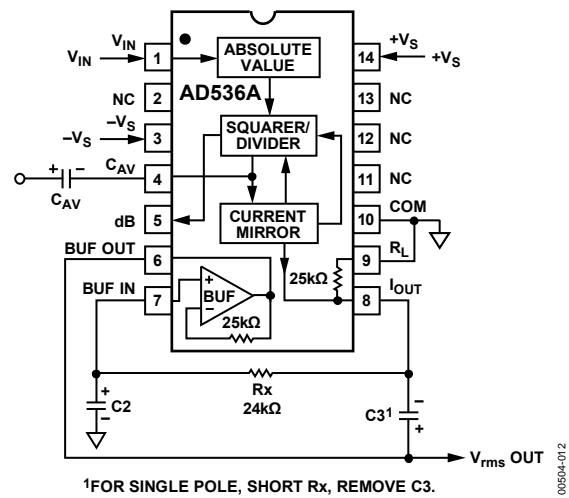 V_IN
V_IN
1
ABSOLUTE
VALUE
14
+V_S
+V_S
NC
2
AD536A
13
NC
–V_S
–V_S
3
SQUARER/
DIVIDER
12
NC
+ –
C_AV
C_AV
4
11
NC
dB
5
CURRENT
MIRROR
10
COM
BUF OUT
6
9
R_L
25kΩ
BUF IN
7
+
BUF
–
25kΩ
8
I_OUT
+
C2
–
Rx
24kΩ
–
C3¹
+
V_rms OUT
¹FOR SINGLE POLE, SHORT Rx, REMOVE C3.
00504-012